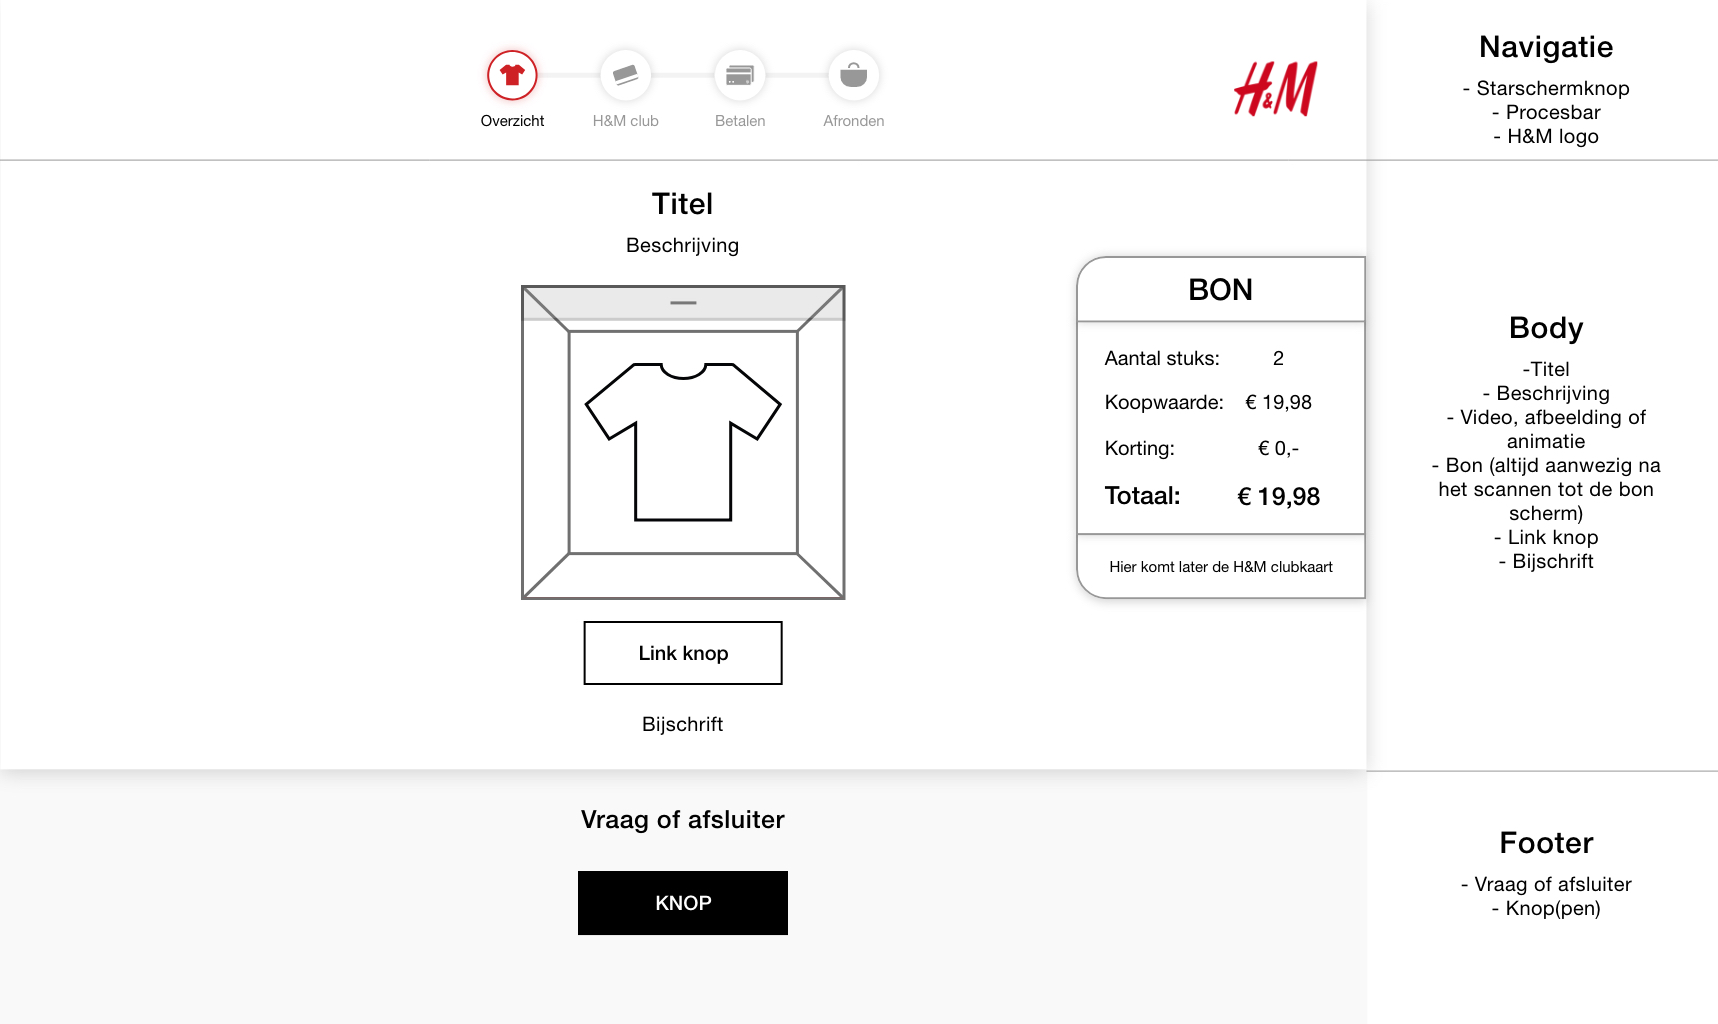 Overzicht
H&M club
Betalen
Afronden
H&M
Navigatie
- Starschermknop
- Procesbar
- H&M logo
Titel
Beschrijving
Link knop
Bijschrift
BON
Aantal stuks: 2
Koopwaarde: € 19,98
Korting: € 0,-
Totaal: € 19,98
Hier komt later de H&M clubkaart
Body
-Titel
- Beschrijving
- Video, afbeelding of
animatie
- Bon (altijd aanwezig na
het scannen tot de bon
scherm)
- Link knop
- Bijschrift
Vraag of afsluiter
KNOP
Footer
- Vraag of afsluiter
- Knop(pen)